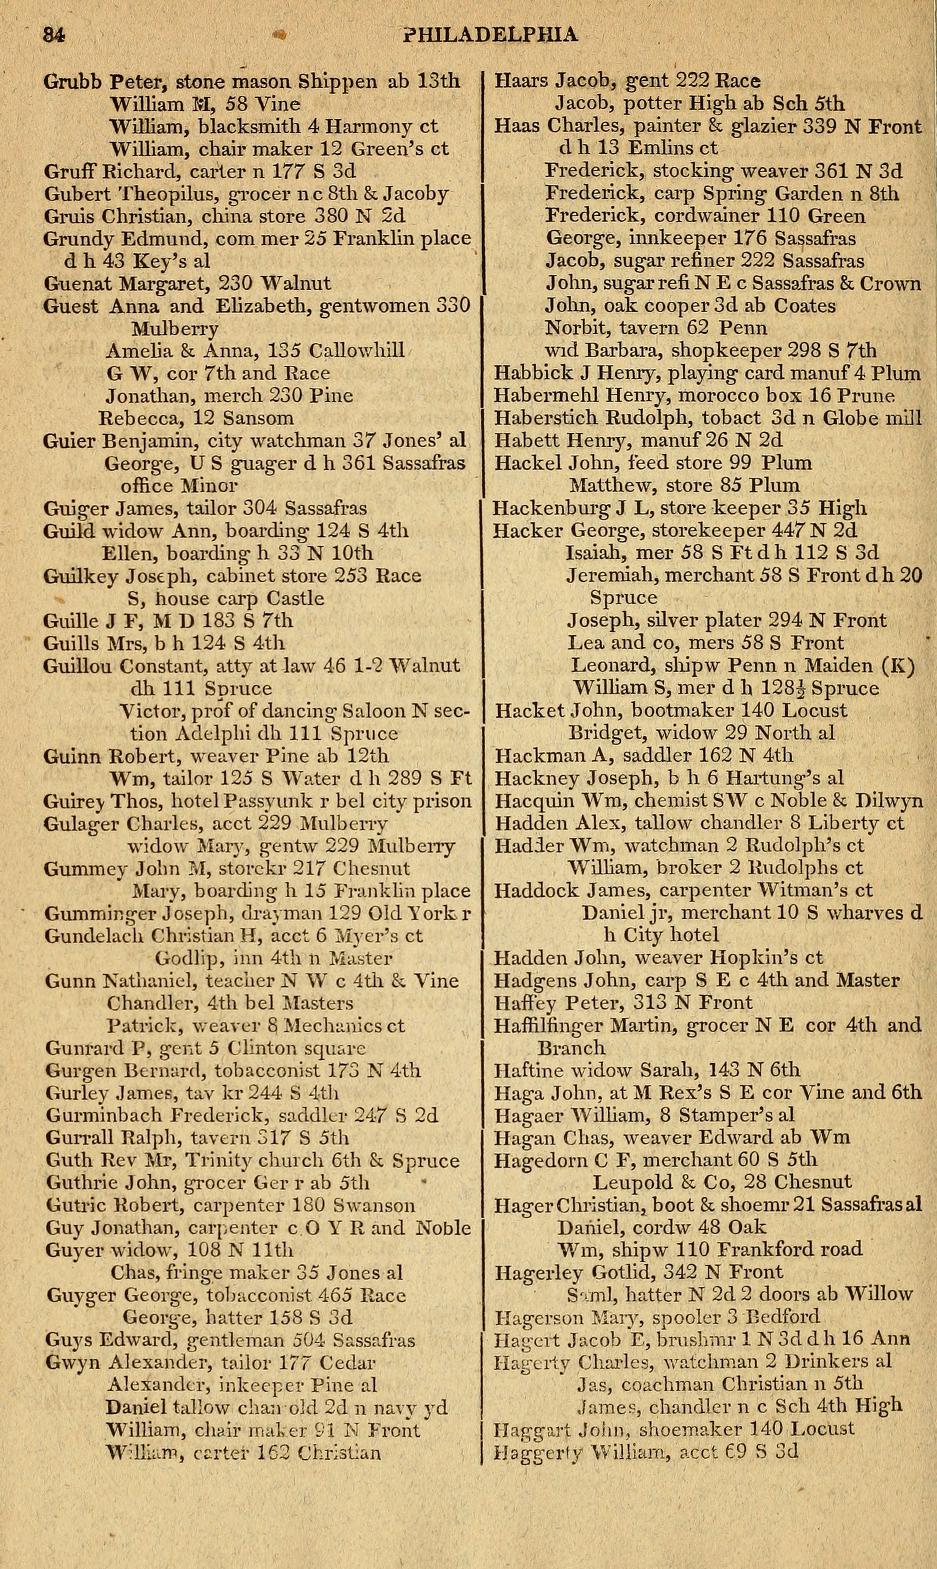 84
PHILADELPHIA
Grubb Peter, stone mason Shippen ab 13th
William M, 58 Vine
William, blacksmith 4 Harmony ct
William, chair maker 12 Green's ct
Gruff Richard, carter n 177 S 3d
Gubert Theopilus, grocer n c 8th & Jacoby
Gruis Christian, china store 380 N 2d
Grundy Edmund, com mer 25 Franklin place
d h 43 Key's al
Guenat Margaret, 230 Walnut
Guest Anna and Elizabeth, gentwomen 330
Mulberry
Amelia & Anna, 135 Callowhill
G W, cor 7th and Race
Jonathan, merch 230 Pine
Rebecca, 12 Sansom
Guier Benjamin, city watchman 37 Jones' al
George, U S guager d h 361 Sassafras
office Minor
Guiger James, tailor 304 Sassafras
Guild widow Ann, boarding 124 S 4th
Ellen, boarding h 33 N 10th
Guilkey Joseph, cabinet store 253 Race
S, house carp Castle
Guille J F, M D 183 S 7th
Guills Mrs, b h 124 S 4th
Guillou Constant, atty at law 46 1-2 Walnut
dh 111 Spruce
Victor, prof of dancing Saloon N sec-
tion Adelphi dh 111 Spruce
Guinn Robert, weaver Pine ab 12th
Wm, tailor 125 S Water d h 289 S Ft
Guirey Thos, hotel Passyunk r bel city prison
Gulager Charles, acct 229 Mulberry
widow Mary, gentw 229 Mulberry
Gummey John M, storekr 217 Chesnut
Mary, boarding h 15 Franklin place
Gumminger Joseph, drayman 129 Old York r
Gundelach Christian H, acct 6 Myer's ct
Godlip, inn 4th n Master
Gunn Nathaniel, teacher N W c 4th & Vine
Chandler, 4th bel Masters
Patrick, weaver 8 Mechanics ct
Gunrard P, gent 5 Clinton square
Gurgen Bernard, tobacconist 173 N 4th
Gurley James, tav kr 244 S 4th
Gurminbach Frederick, saddler 247 S 2d
Gurrall Ralph, tavern 317 S 5th
Guth Rev Mr, Trinity church 6th & Spruce
Guthrie John, grocer Ger r ab 5th
Gutric Robert, carpenter 180 Swanson
Guy Jonathan, carpenter c O Y R and Noble
Guyer widow, 108 N 11th
Chas, fringe maker 35 Jones al
Guyger George, tobacconist 465 Race
George, hatter 158 S 3d
Guys Edward, gentleman 504 Sassafras
Gwyn Alexander, tailor 177 Cedar
Alexander, inkeeper Pine al
Daniel tallow chan old 2d n navy yd
William, chair maker 91 N Front
William, carter 162 Christian
Haars Jacob, gent 222 Race
Jacob, potter High ab Sch 5th
Haas Charles, painter & glazier 339 N Front
d h 13 Emlins ct
Frederick, stocking weaver 361 N 3d
Frederick, carp Spring Garden n 8th
Frederick, cordwainer 110 Green
George, innkeeper 176 Sassafras
Jacob, sugar refiner 222 Sassafras
John, sugar refi N E c Sassafras & Crown
John, oak cooper 3d ab Coates
Norbit, tavern 62 Penn
wid Barbara, shopkeeper 298 S 7th
Habbick J Henry, playing card manuf 4 Plum
Habermehl Henry, morocco box 16 Prune
Haberstich Rudolph, tobact 3d n Globe mill
Habett Henry, manuf 26 N 2d
Hackel John, feed store 99 Plum
Matthew, store 85 Plum
Hackenburg J L, store keeper 35 High
Hacker George, storekeeper 447 N 2d
Isaiah, mer 58 S Ft d h 112 S 3d
Jeremiah, merchant 58 S Front d h 20
Spruce
Joseph, silver plater 294 N Front
Lea and co, mers 58 S Front
Leonard, shipw Penn n Maiden (K)
William S, mer d h 128½ Spruce
Hacket John, bootmaker 140 Locust
Bridget, widow 29 North al
Hackman A, saddler 162 N 4th
Hackney Joseph, b h 6 Hartung's al
Hacquin Wm, chemist SW c Noble & Dilwyn
Hadden Alex, tallow chandler 8 Liberty ct
Hadder Wm, watchman 2 Rudolph's ct
William, broker 2 Rudolphs ct
Haddock James, carpenter Witman's ct
Daniel jr, merchant 10 S wharves d
h City hotel
Hadden John, weaver Hopkin's ct
Hadgens John, carp S E c 4th and Master
Haffey Peter, 313 N Front
Haffilfinger Martin, grocer N E cor 4th and
Branch
Haftine widow Sarah, 143 N 6th
Haga John, at M Rex's S E cor Vine and 6th
Hagaer William, 8 Stamper's al
Hagan Chas, weaver Edward ab Wm
Hagedorn C F, merchant 60 S 5th
Leupold & Co, 28 Chesnut
Hager Christian, boot & shoemr 21 Sassafras al
Daniel, cordw 48 Oak
Wm, shipw 110 Frankford road
Hagerley Gotlid, 342 N Front
Saml, hatter N 2d 2 doors ab Willow
Hagerson Mary, spooler 3 Bedford
Hagert Jacob E, brushmr 1 N 3d d h 16 Ann
Hagerty Charles, watchman 2 Drinkers al
Jas, coachman Christian n 5th
James, chandler n c Sch 4th High
Haggart John, shoemaker 140 Locust
Haggerty William, acct 69 S 3d